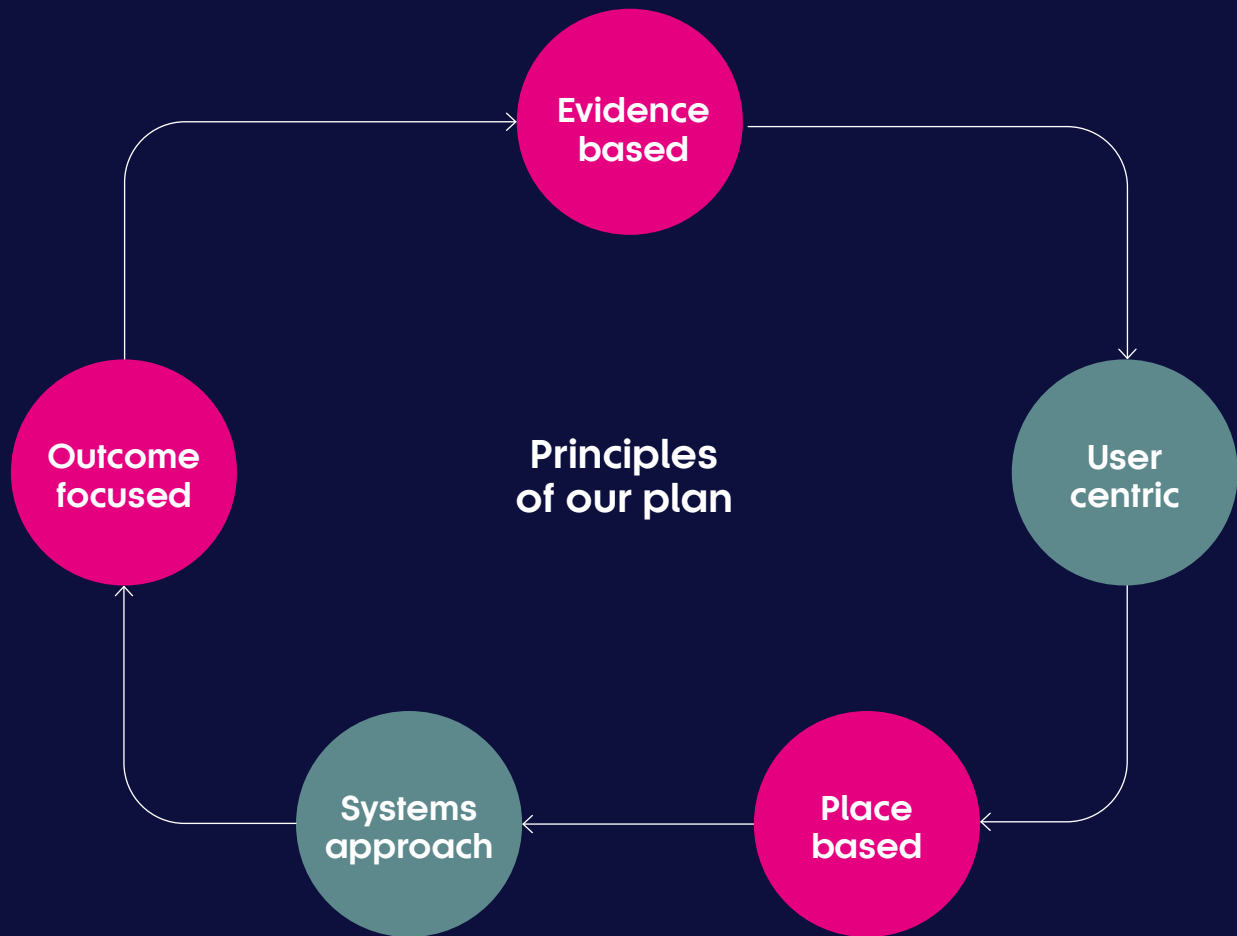 Evidence
based
Outcome
focused
Principles
of our plan
User
centric
Systems
approach
Place
based